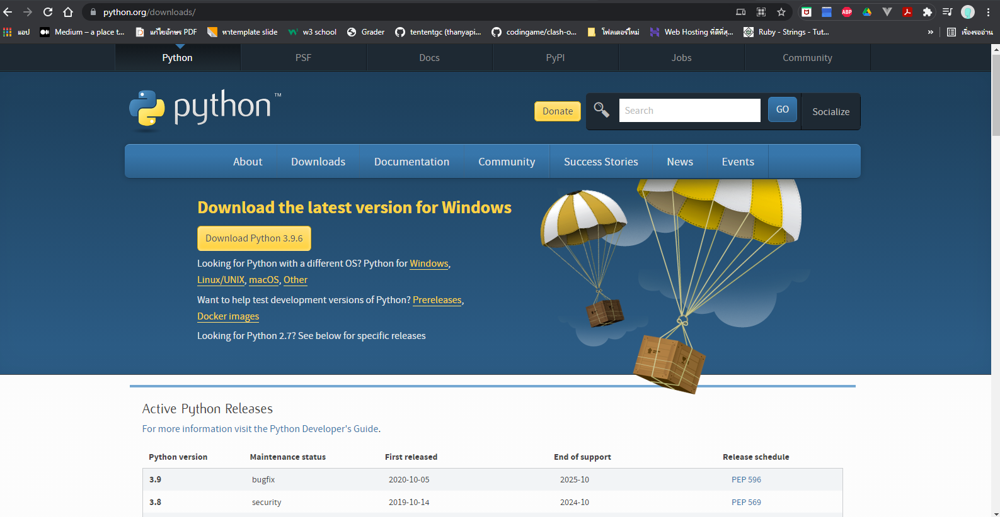 python.org/downloads/
ABP
แอป
Medium – a place t...
แก้ไขอักษร PDF
หาtemplate slide
w3 school
Grader
tententgc (thanyapi...
codingame/clash-o...
โฟลเดอร์ใหม่
Web Hosting ที่ดีที่สุ...
Ruby - Strings - Tut...
»
เรื่องรออ่าน
Python PSF Docs PyPI Jobs Community
python™
Donate
Search
GO
Socialize
About Downloads Documentation Community Success Stories News Events
Download the latest version for Windows
Download Python 3.9.6
Looking for Python with a different OS? Python for Windows,
Linux/UNIX, macOS, Other
Want to help test development versions of Python? Prereleases,
Docker images
Looking for Python 2.7? See below for specific releases
Active Python Releases
For more information visit the Python Developer's Guide.
Python version Maintenance status First released End of support Release schedule
3.9 bugfix 2020-10-05 2025-10 PEP 596
3.8 security 2019-10-14 2024-10 PEP 569